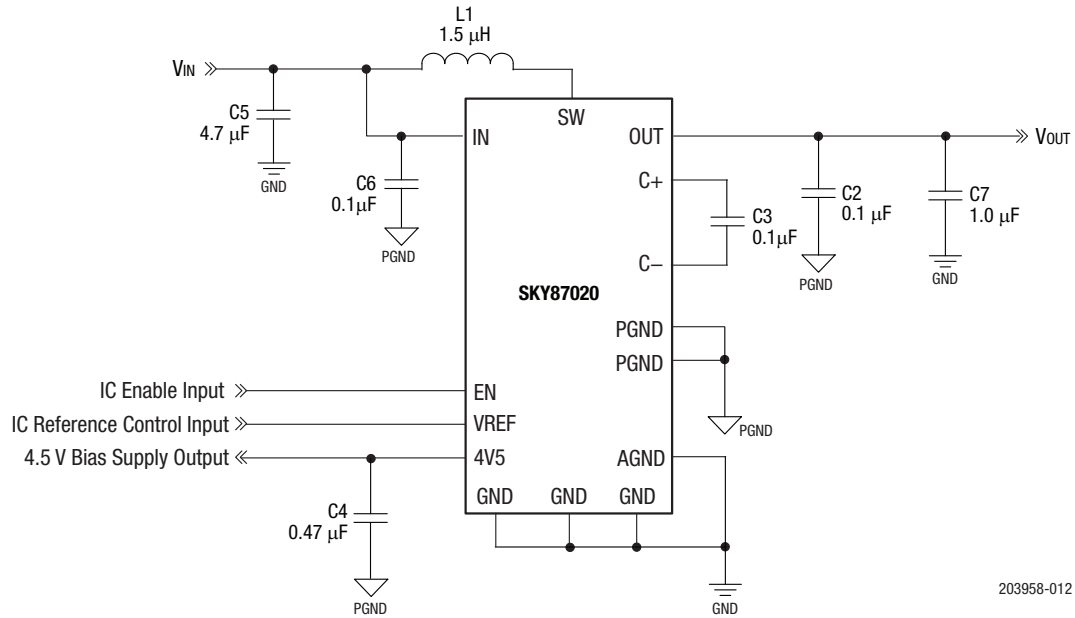 L1
1.5 μH
VIN
C5
4.7 μF
GND
SW
IN
OUT
VOUT
C6
0.1μF
PGND
C+
C3
0.1μF
C–
C2
0.1 μF
PGND
C7
1.0 μF
GND
SKY87020
PGND
PGND
PGND
IC Enable Input
EN
IC Reference Control Input
VREF
4.5 V Bias Supply Output
4V5
AGND
GND
GND
GND
C4
0.47 μF
PGND
GND
203958-012